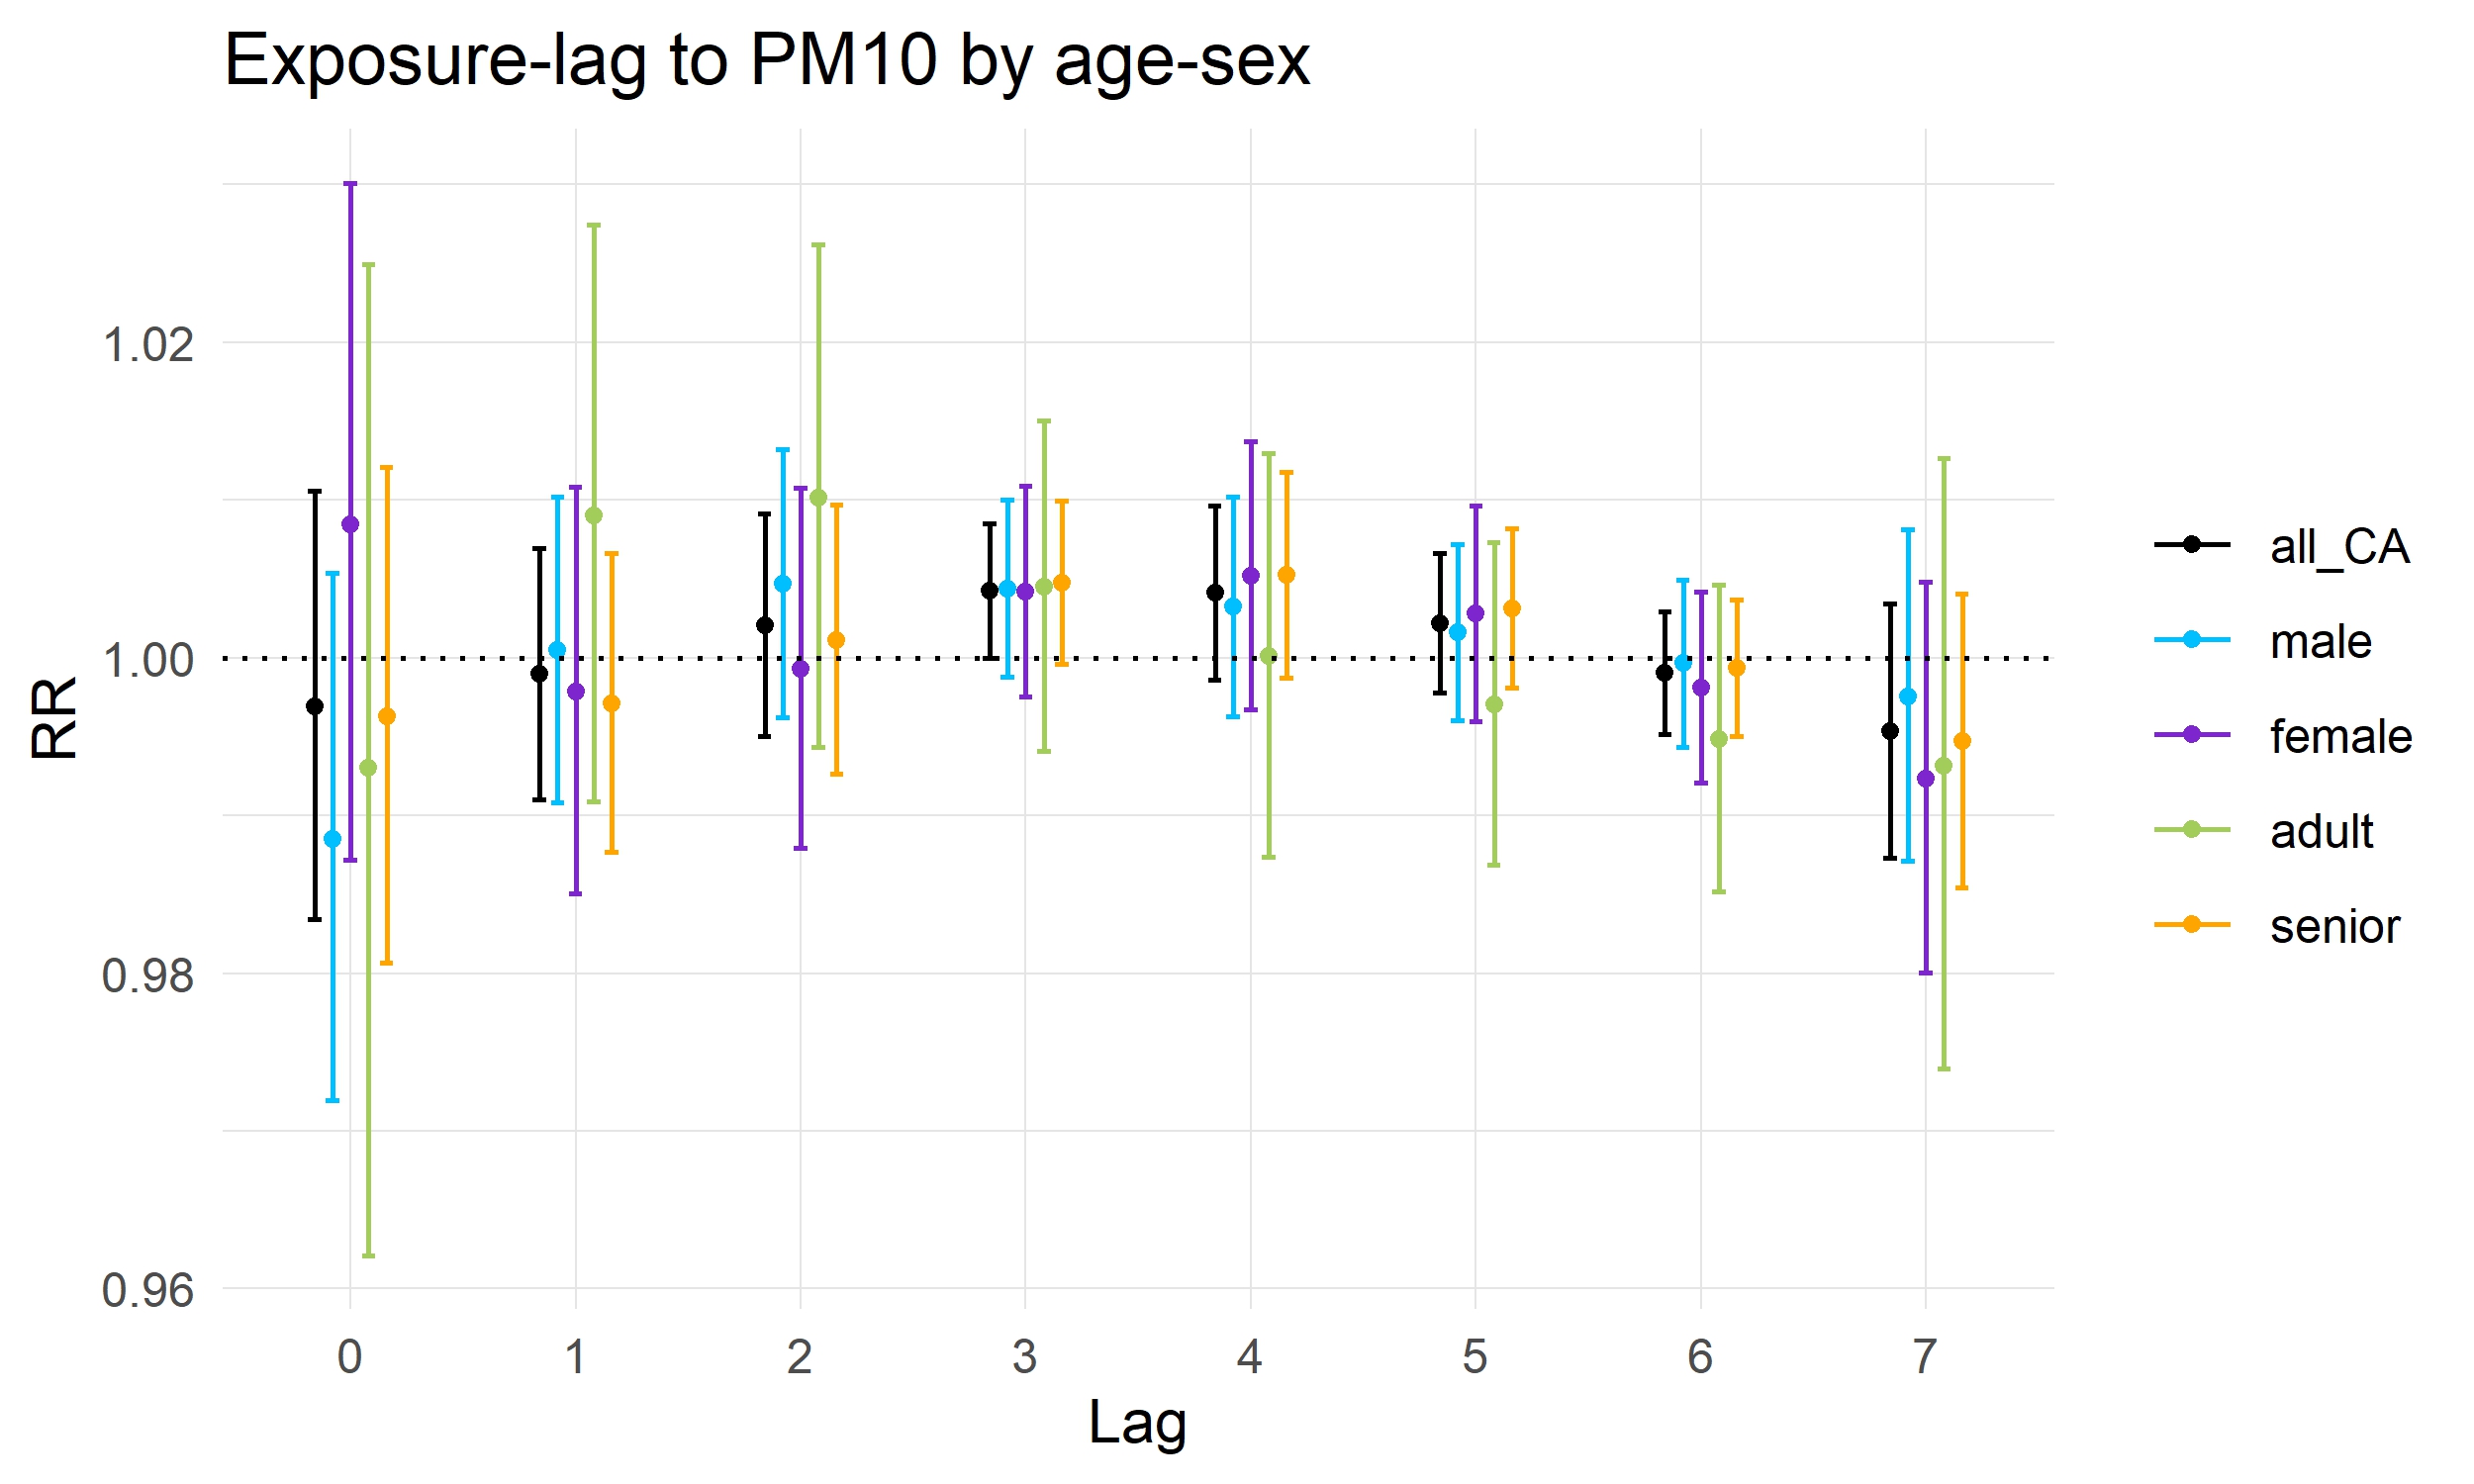 Exposure-lag to PM10 by age-sex
RR
1.02
1.00
0.98
0.96
0 1 2 3 4 5 6 7
Lag
all_CA
male
female
adult
senior